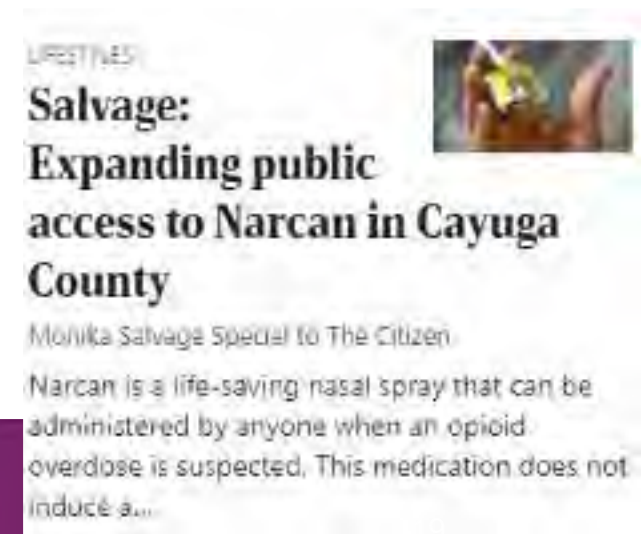 LIFESTYLES
Salvage:
Expanding public
access to Narcan in Cayuga
County
Monika Salvage Special to The Citizen
Narcan is a life-saving nasal spray that can be
administered by anyone when an opioid
overdose is suspected. This medication does not
induce a...